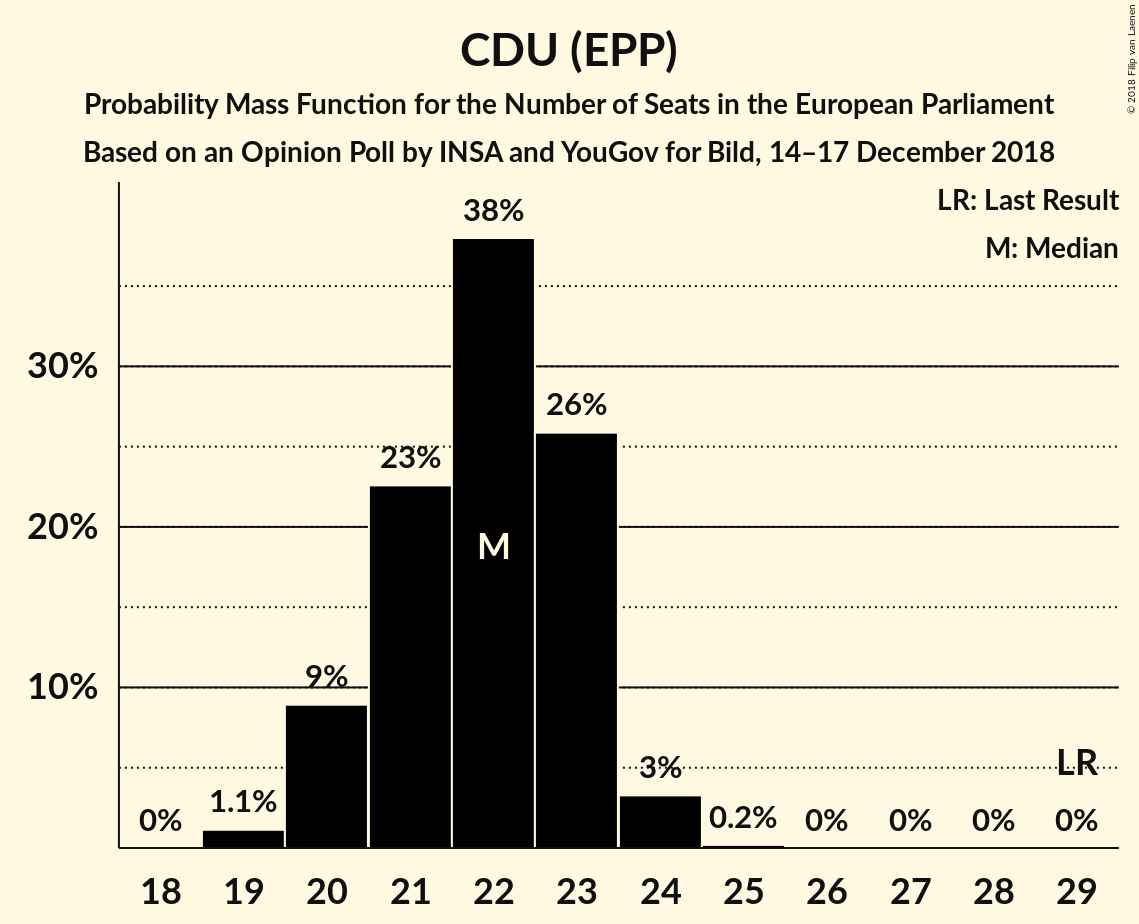 CDU (EPP)
Probability Mass Function for the Number of Seats in the European Parliament
Based on an Opinion Poll by INSA and YouGov for Bild, 14–17 December 2018
© 2018 Filip van Laenen
LR: Last Result
M: Median
38%
30%
26%
23%
20%
M
10%
9%
3%
LR
1.1%
0.2%
0%
0%
0%
0%
0%
18 19 20 21 22 23 24 25 26 27 28 29